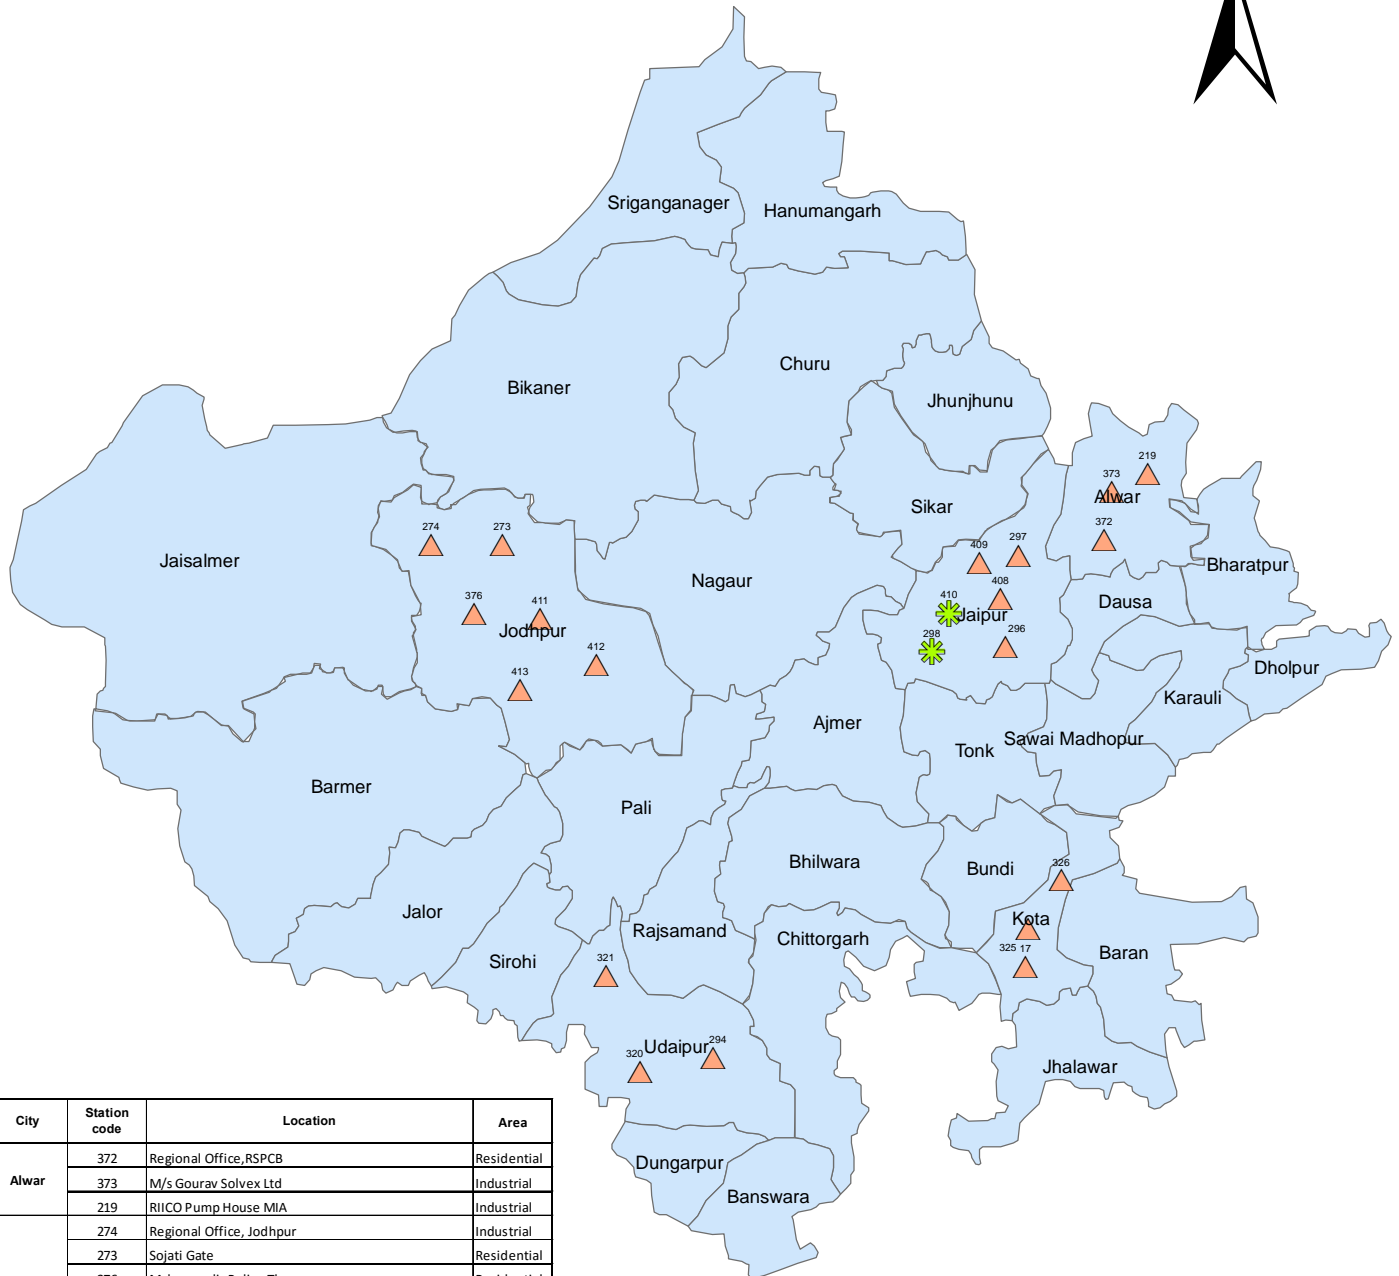 Sriganganager
Hanumangarh
Churu
Bikaner
Jhunjhunu
219
373
Alwar
Sikar
372
274
273
297
409
Jaisalmer
Bharatpur
Nagaur
408
410
Dausa
376
411
Jaipur
Jodhpur
298
296
412
Dholpur
413
Karauli
Ajmer
Sawai Madhopur
Tonk
Barmer
Pali
Bhilwara
Bundi
326
Jalor
Kota
Rajsamand
Chittorgarh
325 17
Baran
Sirohi
321
Udaipur
294
320
Jhalawar
Dungarpur
Banswara
City Station code Location Area
Alwar
372 Regional Office,RSPCB Residential
373 M/s Gourav Solvex Ltd Industrial
219 RIICO Pump House MIA Industrial
274 Regional Office, Jodhpur Industrial
273 Sojati Gate Residential